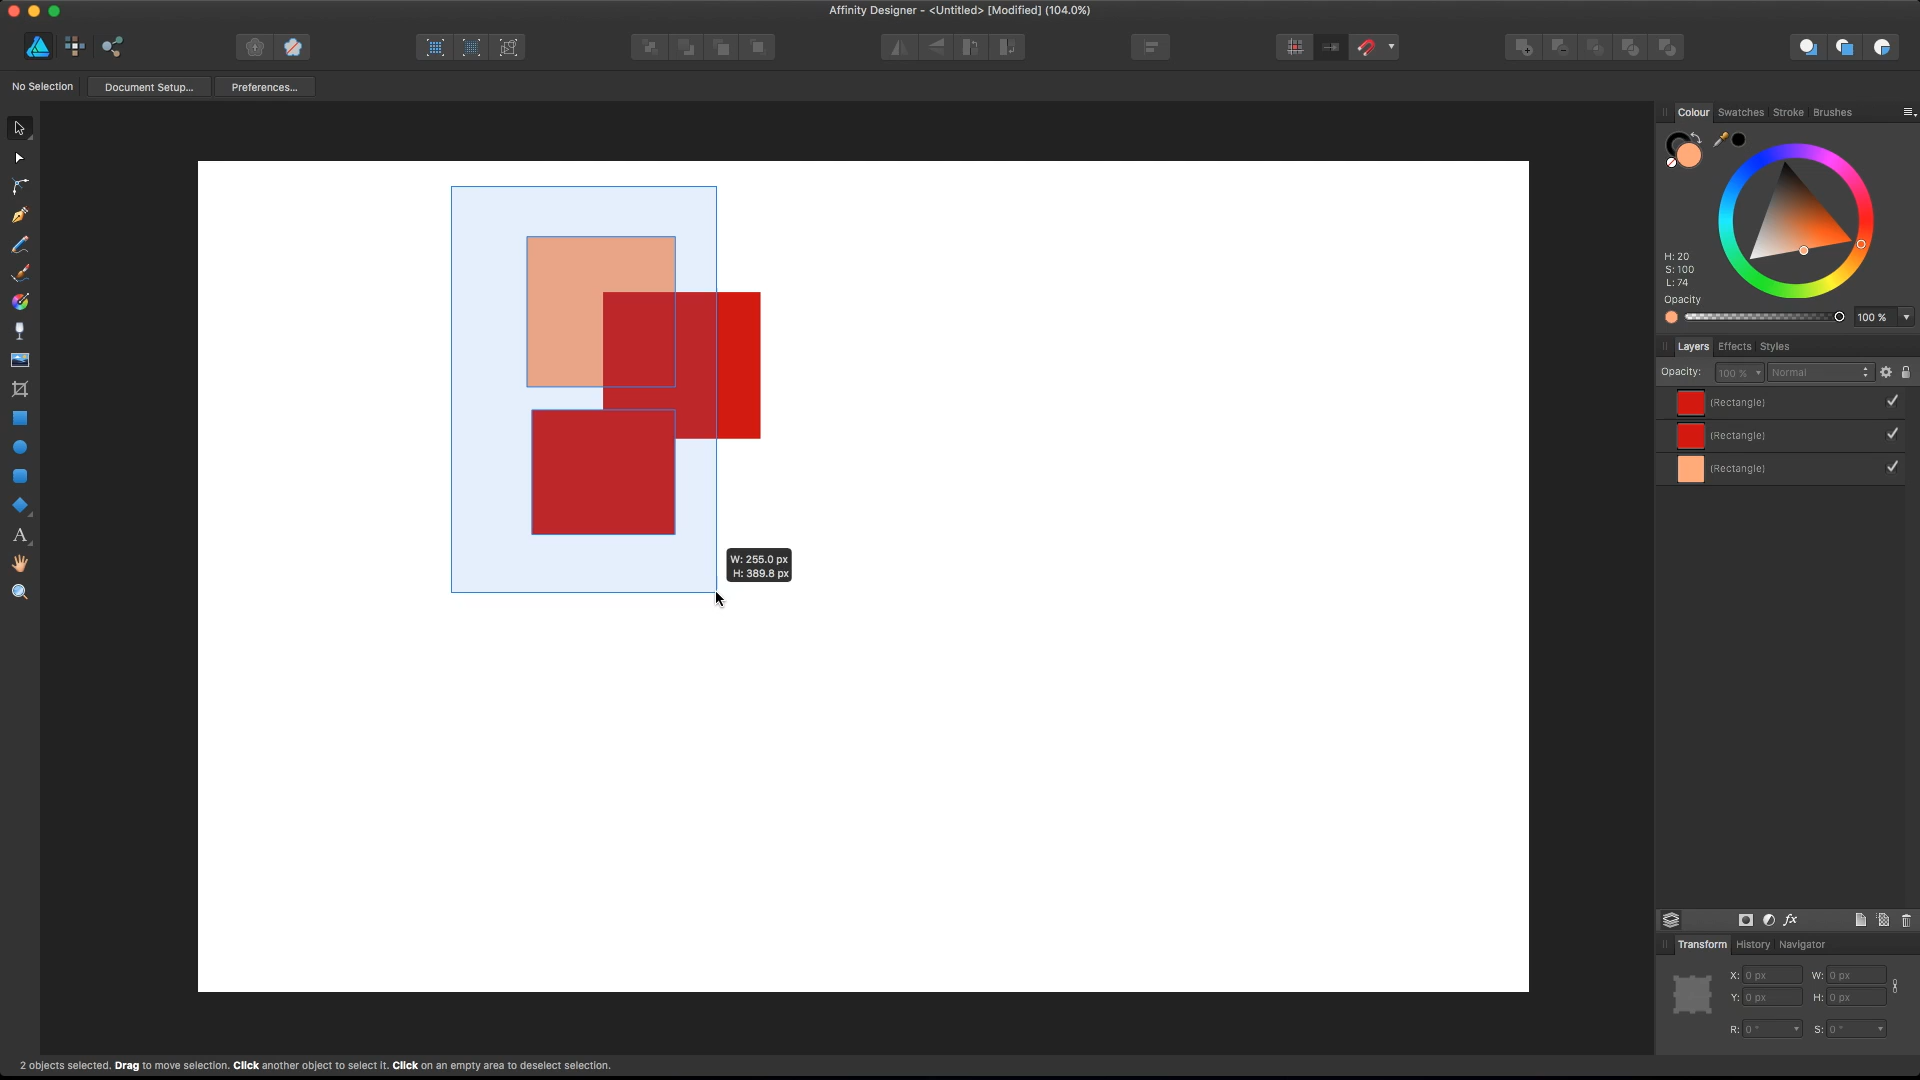 Affinity Designer - <Untitled> [Modified] (104.0%)
No Selection
Document Setup...
Preferences...
Colour Swatches Stroke Brushes
H: 20
S: 100
L: 74
Opacity
100 %
Layers Effects Styles
Opacity: 100 % Normal
(Rectangle)
(Rectangle)
(Rectangle)
W: 255.0 px
H: 389.8 px
Transform History Navigator
X: 0 px W: 0 px
Y: 0 px H: 0 px
R: 0 ° S: 0 °
2 objects selected. Drag to move selection. Click another object to select it. Click on an empty area to deselect selection.